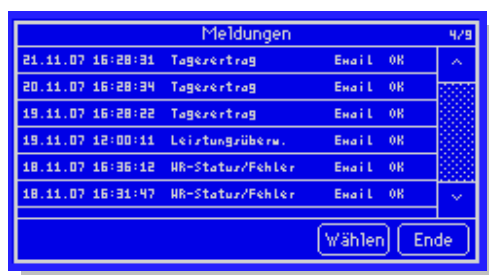 Meldungen 4/9
21.11.07 16:28:31 Tagesertrag Email OK
20.11.07 16:28:34 Tagesertrag Email OK
19.11.07 16:28:22 Tagesertrag Email OK
19.11.07 12:00:11 Leistungsüberw. Email OK
18.11.07 16:36:12 WR-Status/Fehler Email OK
18.11.07 16:31:47 WR-Status/Fehler Email OK
Wählen Ende